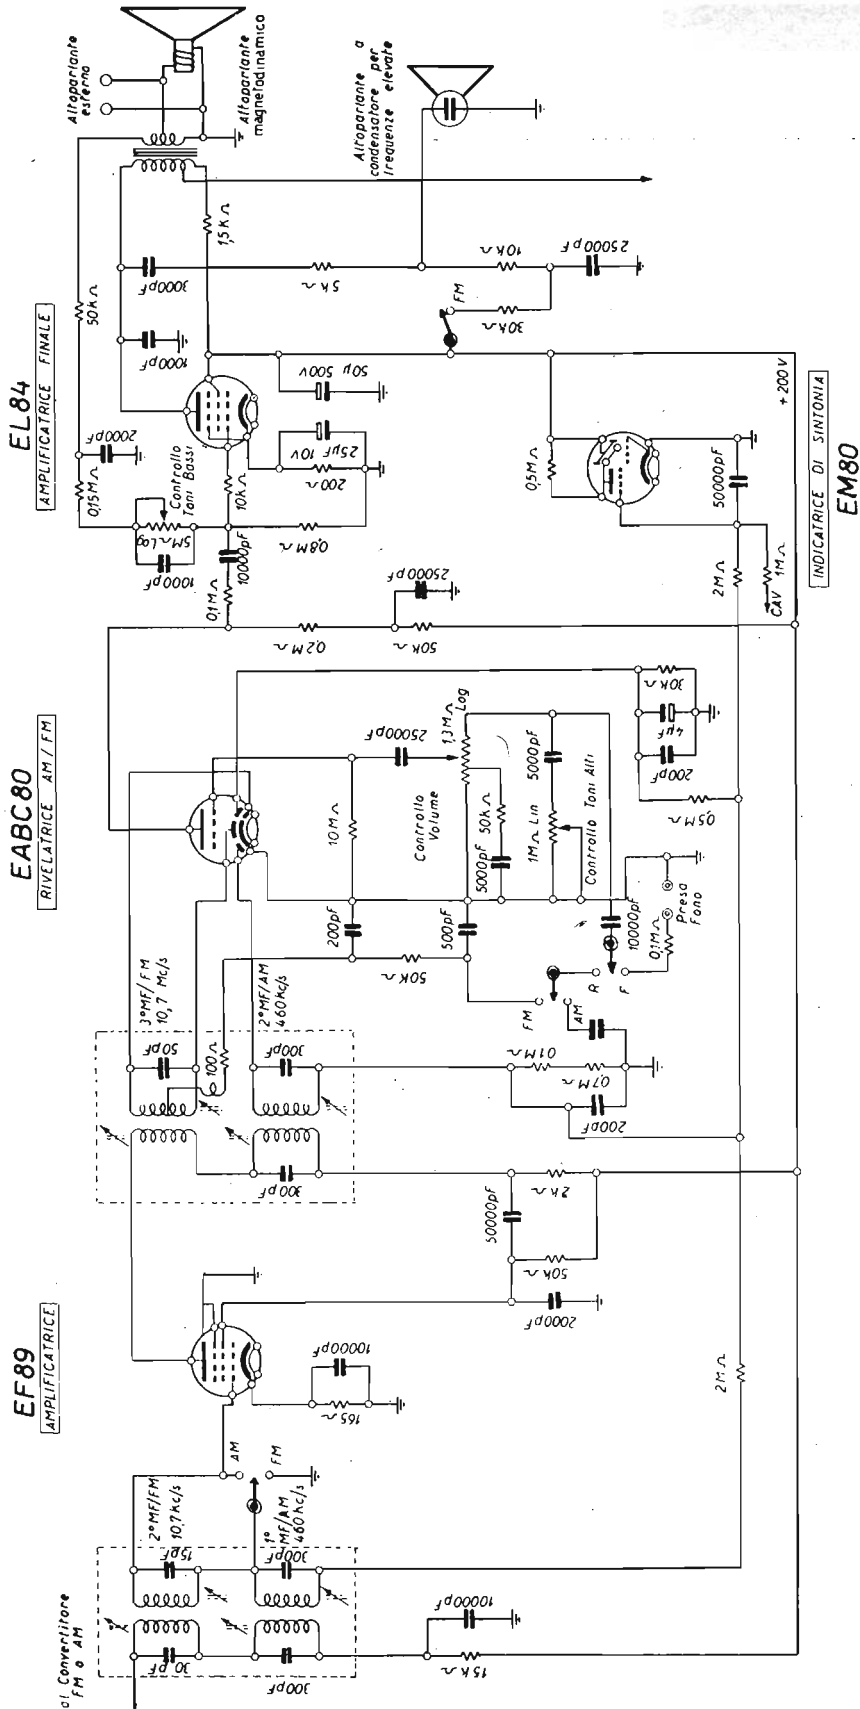 al Convertitore
FM o AM
30 pF
300pF
15 kΩ
10000pF
2° MF/FM
10,7 Kc/s
15pF
1°
MF/AM
460 Kc/s
300pF
AM
FM
EF89
AMPLIFICATRICE
165Ω
10000pF
2MΩ
2000pF
50kΩ
50000pF
2kΩ
300pF
3° MF/FM
10,7 Mc/s
50pF
100Ω
2° MF/AM
460 Kc/s
300pF
200pF
0,7MΩ
0,1MΩ
FM
AM
R
F
EABC80
RIVELATRICE AM / FM
200pF
50KΩ
500pF
10MΩ
25000pF
Controllo
Volume
1,3MΩ Log
5000pF
50kΩ
1MΩ Lin
5000pF
Controllo Toni Alti
10000pF
0,1MΩ
Presa
Fono
0,5MΩ
200pF
4μF
30kΩ
0,2MΩ
50kΩ
25000pF
EL84
AMPLIFICATRICE FINALE
0,1MΩ
10000pF
1000pF
5MΩ Log
Controllo
Toni Bassi
0,15MΩ
2000pF
50kΩ
10kΩ
0,8MΩ
200Ω
25μF 10V
50μ
500V
1000pF
3000pF
1,5kΩ
5kΩ
10kΩ
30kΩ
FM
25000pF
Altoparlante
esterno
Altoparlante
magnetodinamico
Altoparlante a
condensatore per
frequenze elevate
2MΩ
CAV
1MΩ
50000pF
0,5MΩ
+200V
INDICATRICE DI SINTONIA
EM80